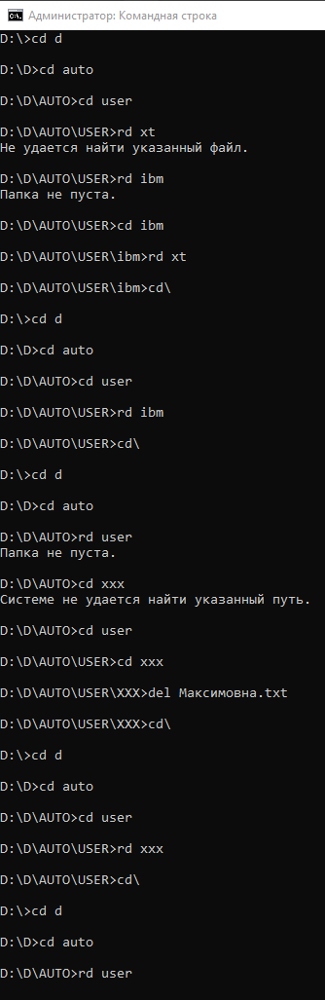 Администратор: Командная строка
D:\>cd d
D:\D>cd auto
D:\D\AUTO>cd user
D:\D\AUTO\USER>rd xt
Не удается найти указанный файл.
D:\D\AUTO\USER>rd ibm
Папка не пуста.
D:\D\AUTO\USER>cd ibm
D:\D\AUTO\USER\ibm>rd xt
D:\D\AUTO\USER\ibm>cd\
D:\>cd d
D:\D>cd auto
D:\D\AUTO>cd user
D:\D\AUTO\USER>rd ibm
D:\D\AUTO\USER>cd\
D:\>cd d
D:\D>cd auto
D:\D\AUTO>rd user
Папка не пуста.
D:\D\AUTO>cd xxx
Системе не удается найти указанный путь.
D:\D\AUTO>cd user
D:\D\AUTO\USER>cd xxx
D:\D\AUTO\USER\XXX>del Максимовна.txt
D:\D\AUTO\USER\XXX>cd\
D:\>cd d
D:\D>cd auto
D:\D\AUTO>cd user
D:\D\AUTO\USER>rd xxx
D:\D\AUTO\USER>cd\
D:\>cd d
D:\D>cd auto
D:\D\AUTO>rd user